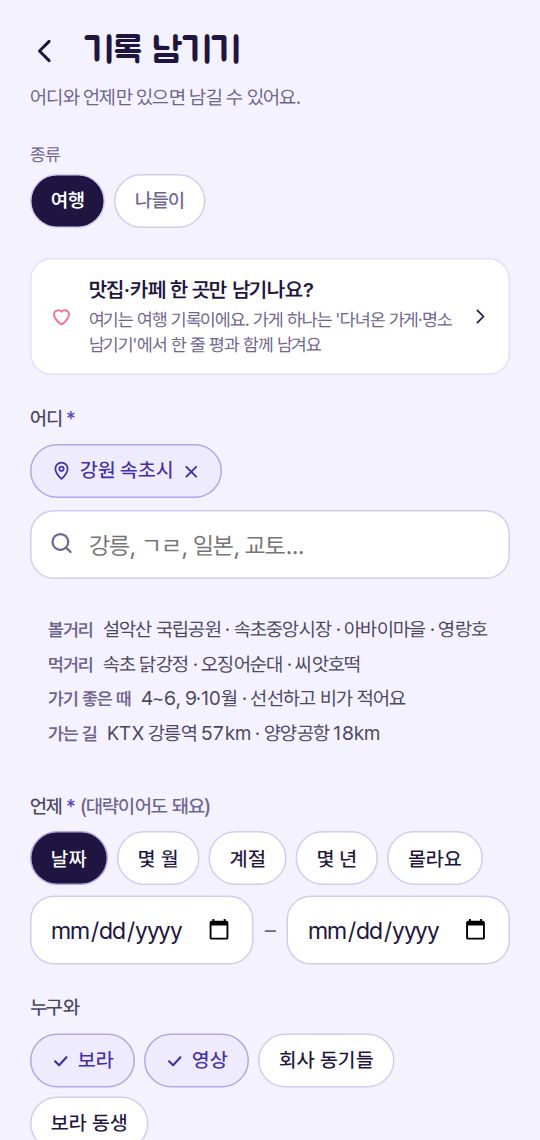 기록 남기기
어디와 언제만 있으면 남길 수 있어요.
종류
여행 나들이
맛집·카페 한 곳만 남기나요?
여기는 여행 기록이에요. 가게 하나는 '다녀온 가게·명소
남기기'에서 한 줄 평과 함께 남겨요
어디 *
강원 속초시
강릉, ㄱㄹ, 일본, 교토...
볼거리 설악산 국립공원 · 속초중앙시장 · 아바이마을 · 영랑호
먹거리 속초 닭강정 · 오징어순대 · 씨앗호떡
가기 좋은 때 4~6, 9·10월 · 선선하고 비가 적어요
가는 길 KTX 강릉역 57km · 양양공항 18km
언제 * (대략이어도 돼요)
날짜 몇 월 계절 몇 년 몰라요
mm/dd/yyyy – mm/dd/yyyy
누구와
보라 영상 회사 동기들
보라 동생